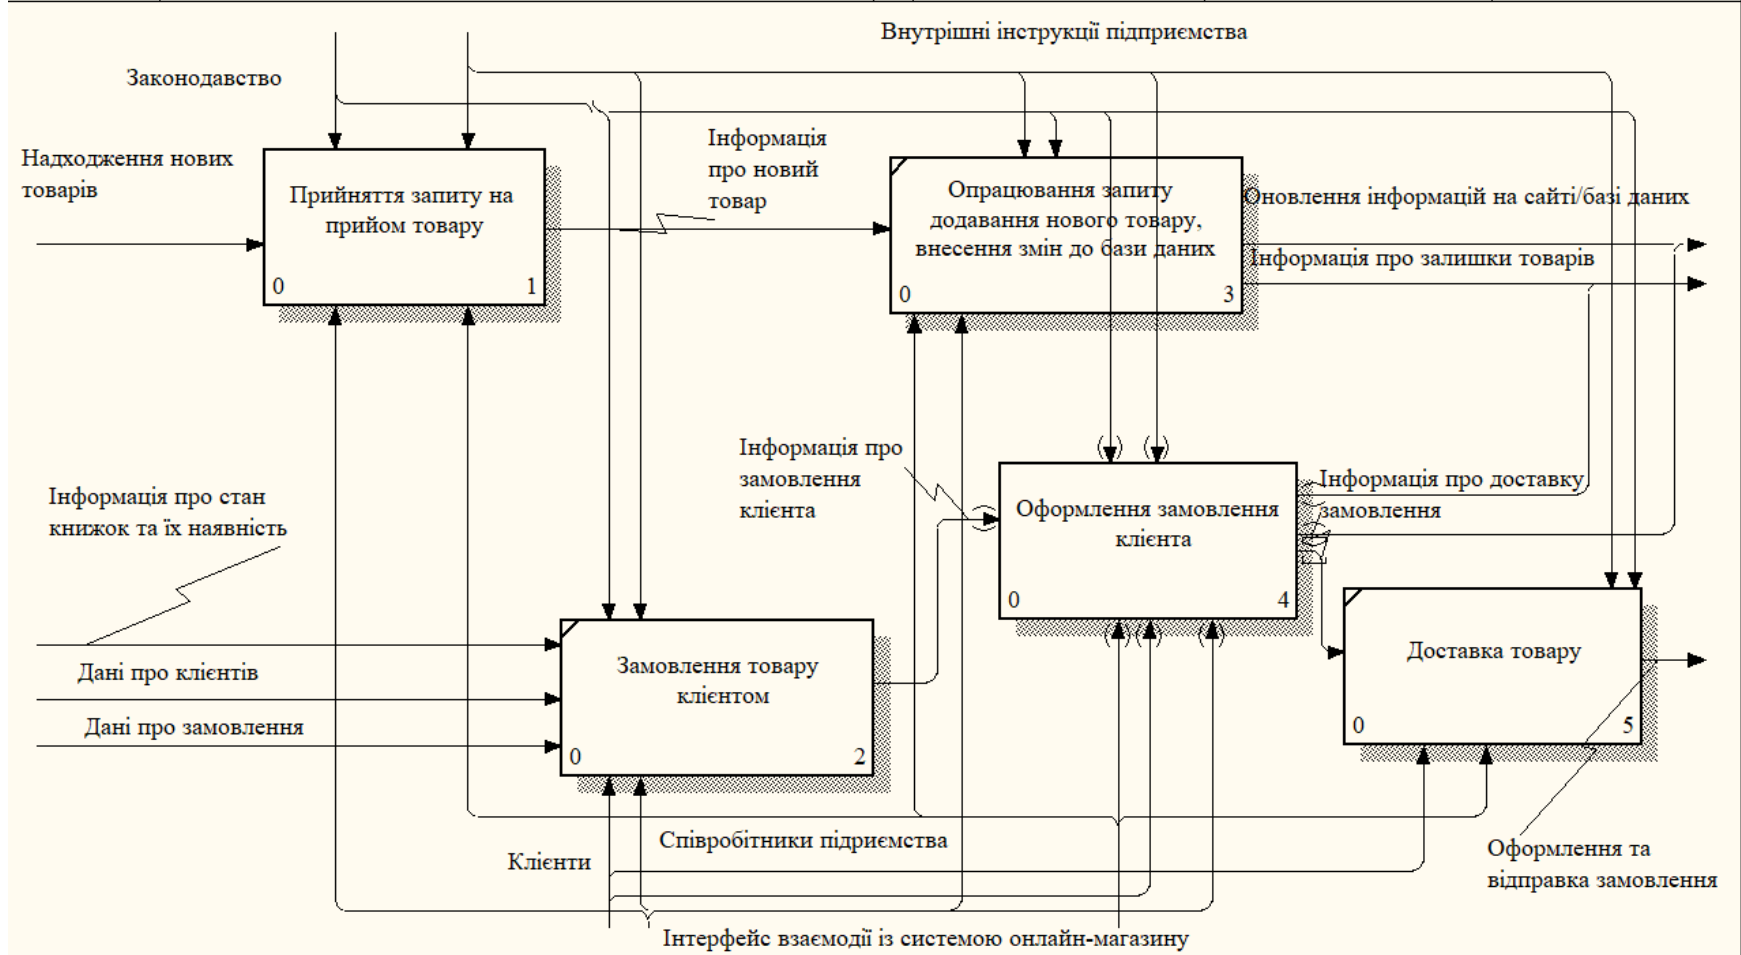 Внутрішні інструкції підприємства
Законодавство
Надходження нових
товарів
Прийняття запиту на
прийом товару
0
1
Інформація
про новий
товар
Опрацювання запиту
додавання нового товару,
внесення змін до бази даних
0
3
Оновлення інформацій на сайті/базі даних
Інформація про залишки товарів
Інформація про
замовлення
клієнта
Оформлення замовлення
клієнта
0
4
Інформація про доставку
замовлення
Інформація про стан
книжок та їх наявність
Дані про клієнтів
Дані про замовлення
Замовлення товару
клієнтом
0
2
Доставка товару
0
5
Співробітники підриємства
Клієнти
Оформлення та
відправка замовлення
Інтерфейс взаємодії із системою онлайн-магазину